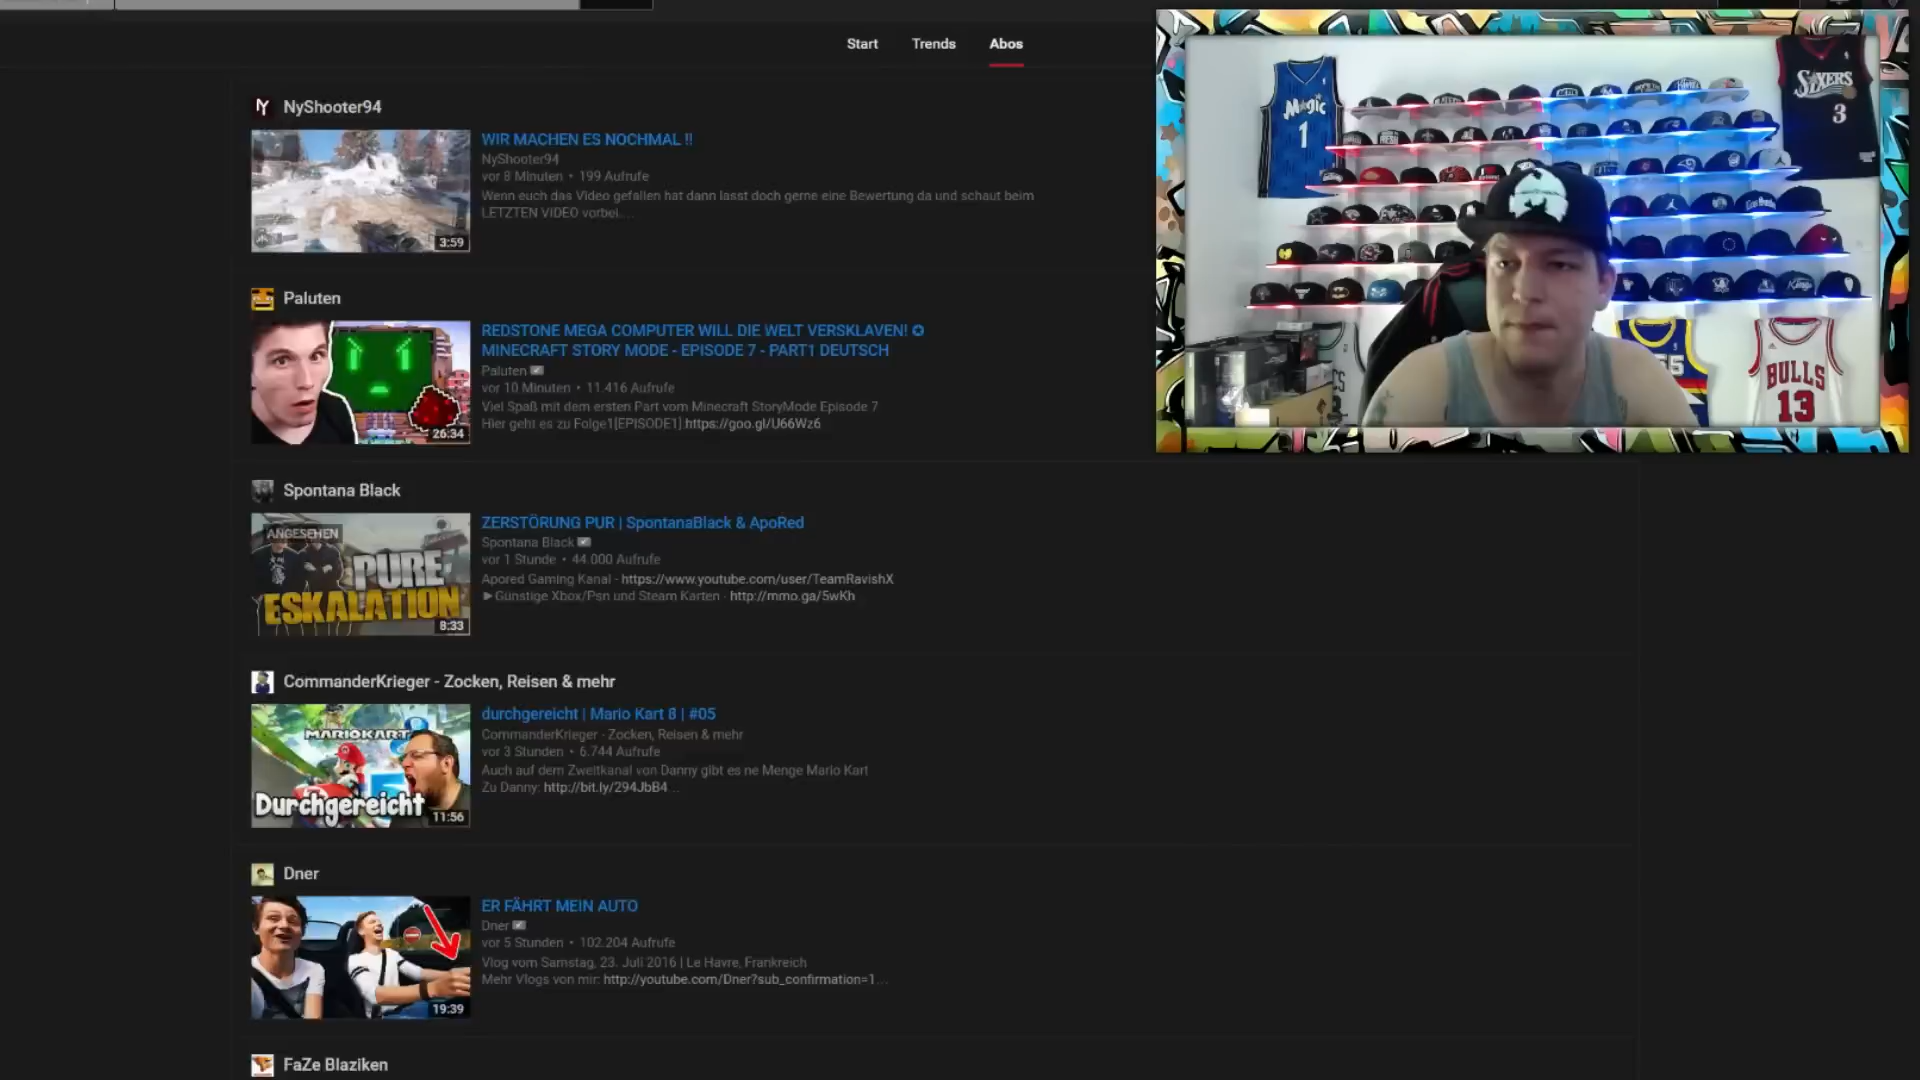 Start
Trends
Abos
NyShooter94
WIR MACHEN ES NOCHMAL !!
NyShooter94
vor 8 Minuten • 199 Aufrufe
Wenn euch das Video gefallen hat dann lasst doch gerne eine Bewertung da und schaut beim
LETZTEN VIDEO vorbei...
3:59
Paluten
REDSTONE MEGA COMPUTER WILL DIE WELT VERSKLAVEN! ✪
MINECRAFT STORY MODE - EPISODE 7 - PART1 DEUTSCH
Paluten
vor 10 Minuten • 11.416 Aufrufe
Viel Spaß mit dem ersten Part vom Minecraft StoryMode Episode 7
Hier geht es zu Folge1[EPISODE1]:https://goo.gl/U66Wz6
26:34
Spontana Black
ANGESEHEN
PURE
ESKALATION
8:33
ZERSTÖRUNG PUR | SpontanaBlack & ApoRed
Spontana Black
vor 1 Stunde • 44.000 Aufrufe
Apored Gaming Kanal - https://www.youtube.com/user/TeamRavishX
►Günstige Xbox/Psn und Steam Karten - http://mmo.ga/5wKh
CommanderKrieger - Zocken, Reisen & mehr
MARIOKART
Durchgereicht
11:56
durchgereicht | Mario Kart 8 | #05
CommanderKrieger - Zocken, Reisen & mehr
vor 3 Stunden • 6.744 Aufrufe
Auch auf dem Zweitkanal von Danny gibt es ne Menge Mario Kart
Zu Danny: http://bit.ly/294JbB4 ...
Dner
ER FÄHRT MEIN AUTO
Dner
vor 5 Stunden • 102.204 Aufrufe
Vlog vom Samstag, 23. Juli 2016 | Le Havre, Frankreich
Mehr Vlogs von mir: http://youtube.com/Dner?sub_confirmation=1...
19:39
FaZe Blaziken
Magic
1
SIXERS
3
BULLS
13